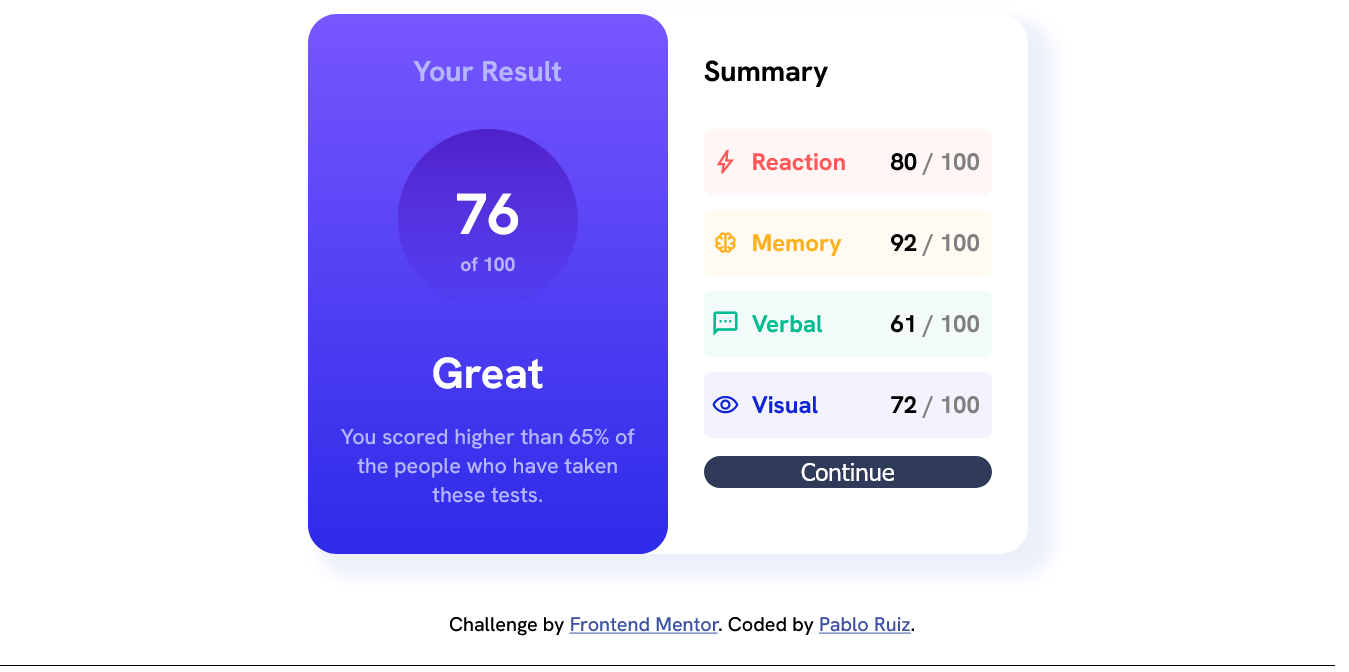 Your Result
76
of 100
Great
You scored higher than 65% of
the people who have taken
these tests.
Summary
Reaction 80 / 100
Memory 92 / 100
Verbal 61 / 100
Visual 72 / 100
Continue
Challenge by Frontend Mentor. Coded by Pablo Ruiz.